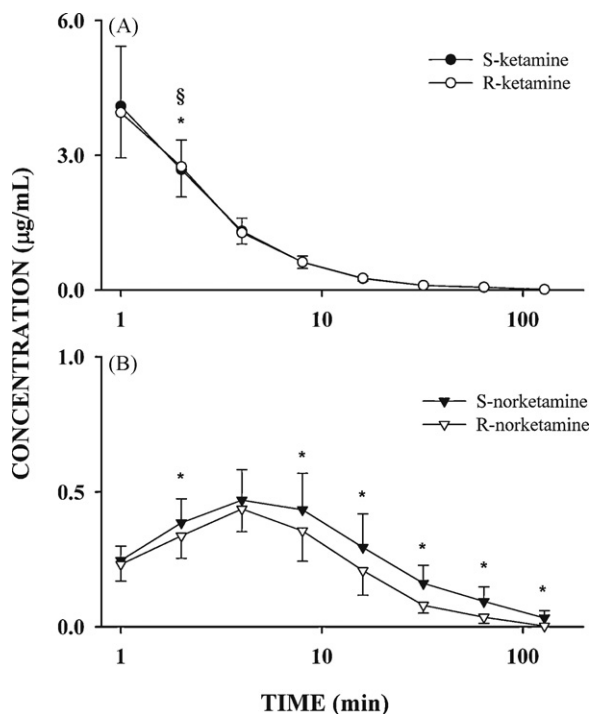 6.0
(A)
S-ketamine
R-ketamine
§
*
3.0
0.0
1
10
100
CONCENTRATION (µg/mL)
1.0
(B)
S-norketamine
R-norketamine
*
*
*
0.5
*
*
*
0.0
1
10
100
TIME (min)